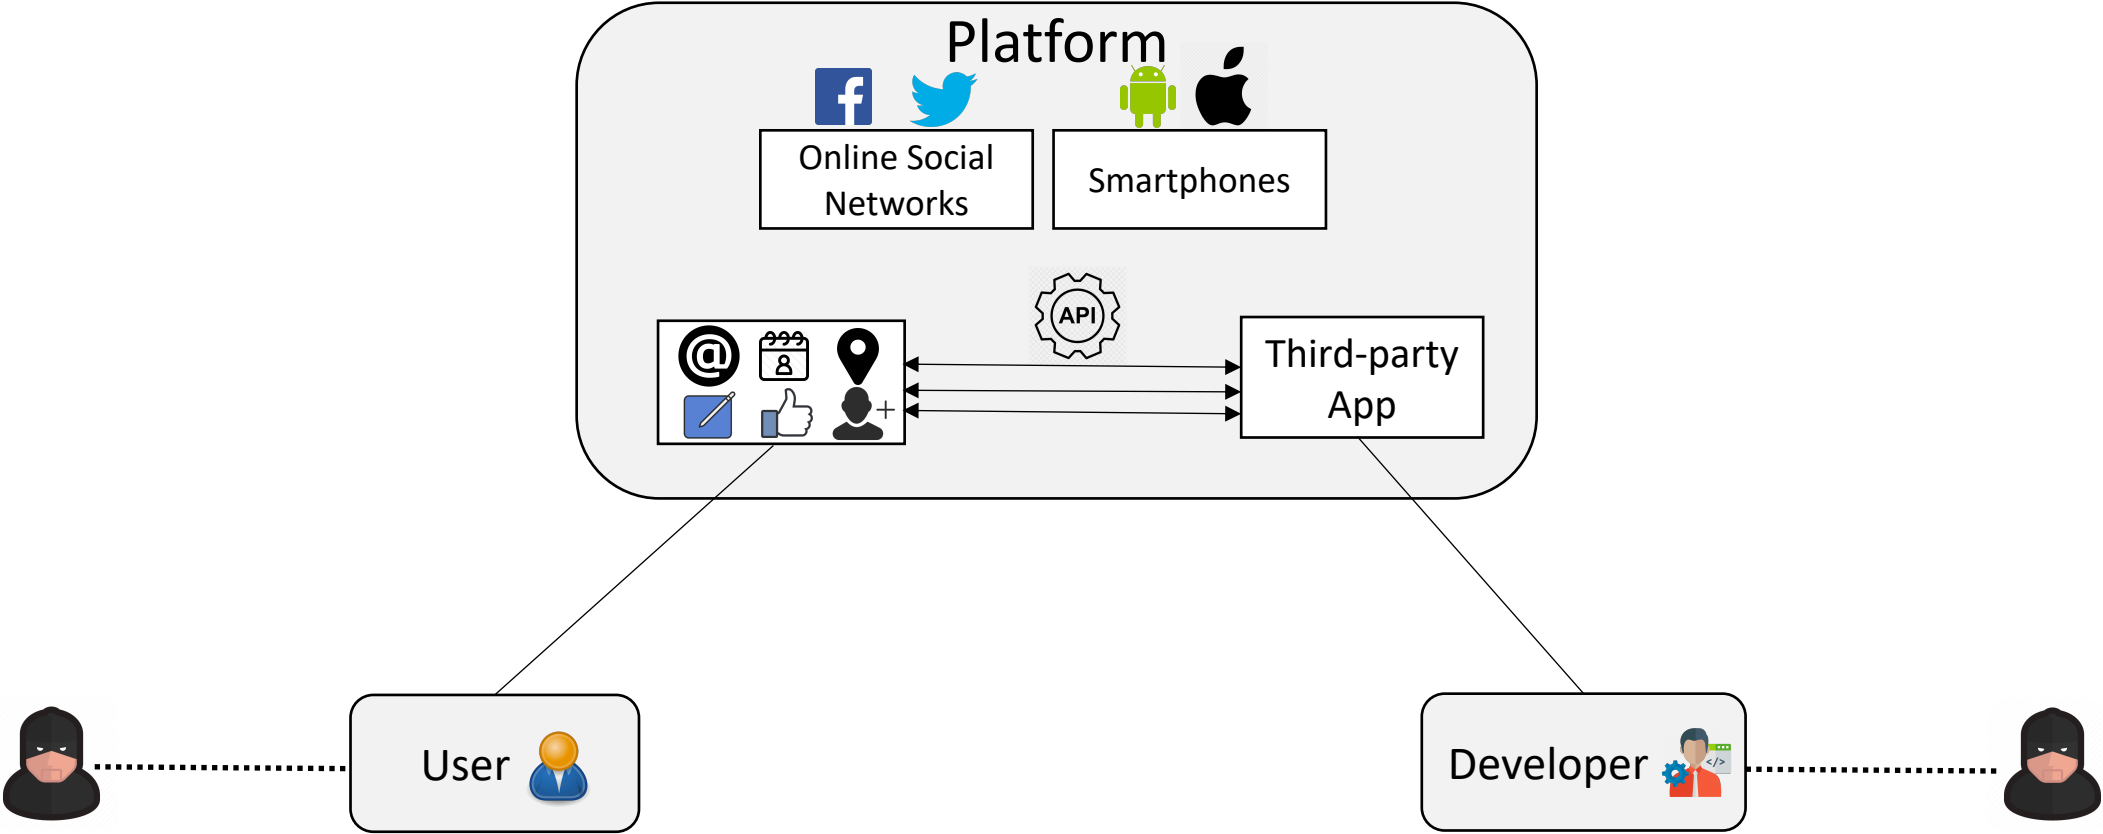 Platform
Online Social
Networks
Smartphones
API
Third-party
App
User
Developer